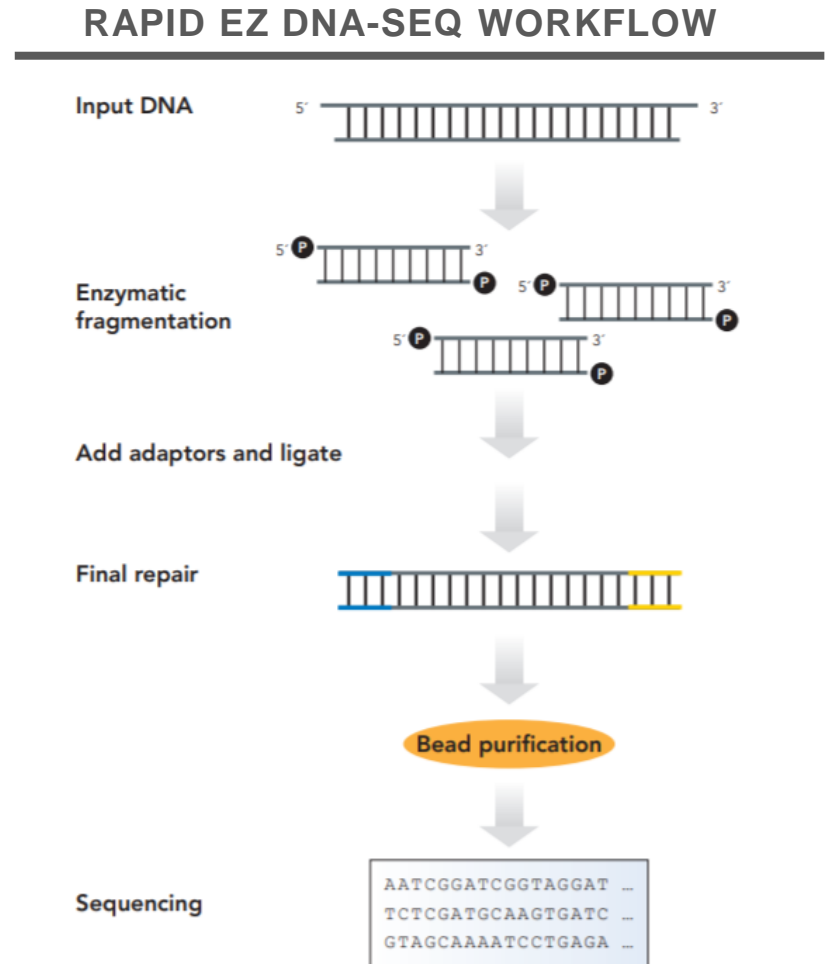 RAPID EZ DNA-SEQ WORKFLOW
Input DNA
5´ 3´
5´ P 3´
P
5´ P 3´
P
Enzymatic
fragmentation
5´ P 3´
P
Add adaptors and ligate
Final repair
Bead purification
Sequencing
AATCGGATCGGTAGGAT …
TCTCGATGCAAGTGATC …
GTAGCAAAATCCTGAGA …